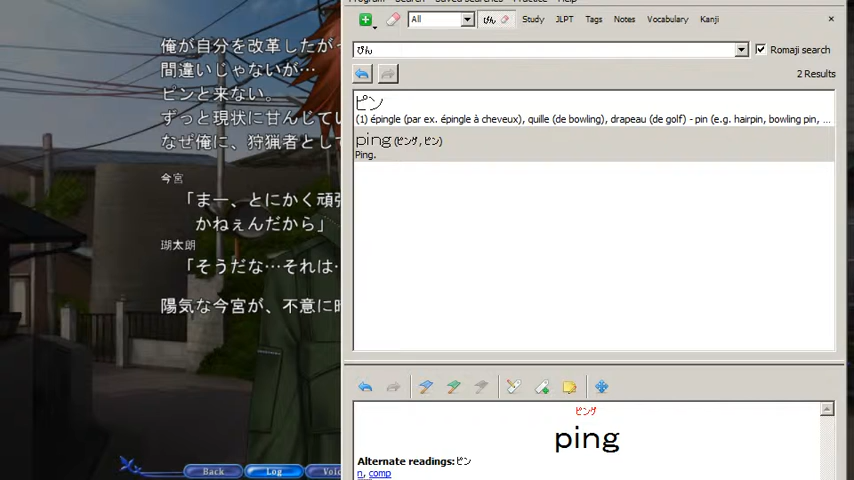 俺が自分を改革したがっ
間違いじゃないが…
ピンと来ない。
ずっと現状に甘んじてい
なぜ俺に、狩猟者とし
今宮
「まー、とにかく頑張
かねぇんだから」
瑚太朗
「そうだな…それは…
陽気な今宮が、不意に
Back
Log
Program
Search
Saved searches
Practice
Help
All
ぴん
Study
JLPT
Tags
Notes
Vocabulary
Kanji
×
ぴん
Romaji search
2 Results
ピン
(1) épingle (par ex. épingle à cheveux), quille (de bowling), drapeau (de golf) - pin (e.g. hairpin, bowling pin, ...
ping (ピング, ピン)
Ping.
ピング
ping
Alternate readings:ピン
n, comp